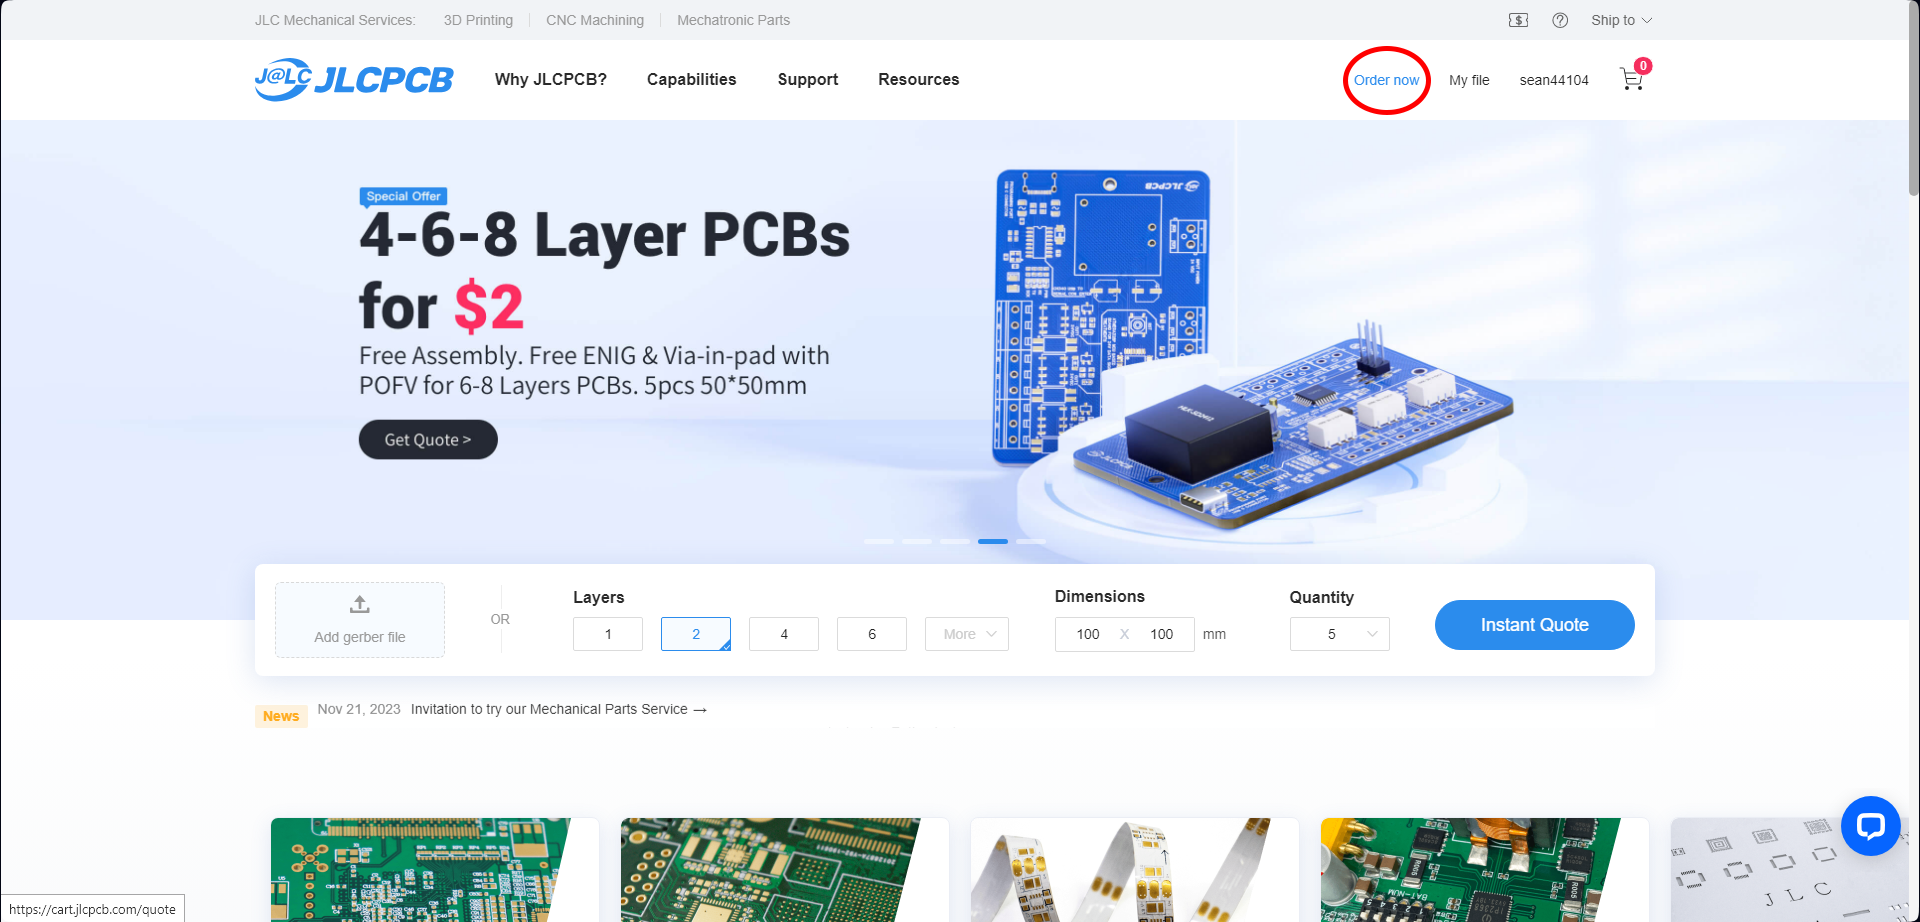 JLC Mechanical Services: 3D Printing CNC Machining Mechatronic Parts Ship to
J@LC JLCPCB Why JLCPCB? Capabilities Support Resources Order now My file sean44104 0
Special Offer
4-6-8 Layer PCBs
for $2
Free Assembly. Free ENIG & Via-in-pad with
POFV for 6-8 Layers PCBs. 5pcs 50*50mm
Get Quote >
JLCPCB
JLCPCB
Add gerber file
OR
Layers
1 2 4 6 More
Dimensions
100 X 100 mm
Quantity
5
Instant Quote
News Nov 21, 2023 Invitation to try our Mechanical Parts Service →
JLC
https://cart.jlcpcb.com/quote